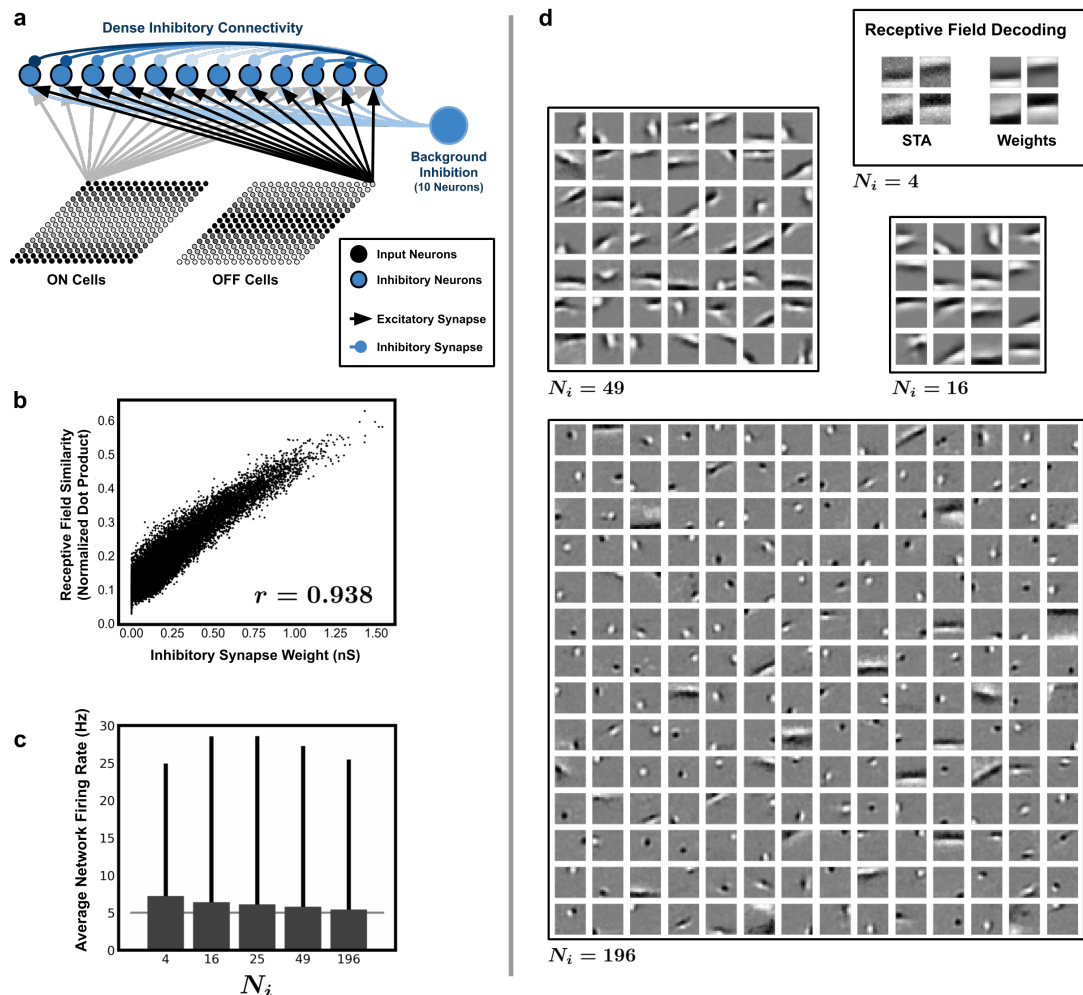 a
Dense Inhibitory Connectivity
Background
Inhibition
(10 Neurons)
ON Cells
OFF Cells
Input Neurons
Inhibitory Neurons
Excitatory Synapse
Inhibitory Synapse
b
Receptive Field Similarity
(Normalized Dot Product)
0.6
0.5
0.4
0.3
0.2
0.1
0.0
r = 0.938
0.00 0.25 0.50 0.75 1.00 1.25 1.50
Inhibitory Synapse Weight (nS)
c
Average Network Firing Rate (Hz)
30
25
20
15
10
5
0
4 16 25 49 196
N_i
d
Receptive Field Decoding
STA Weights
N_i = 4
N_i = 49
N_i = 16
N_i = 196